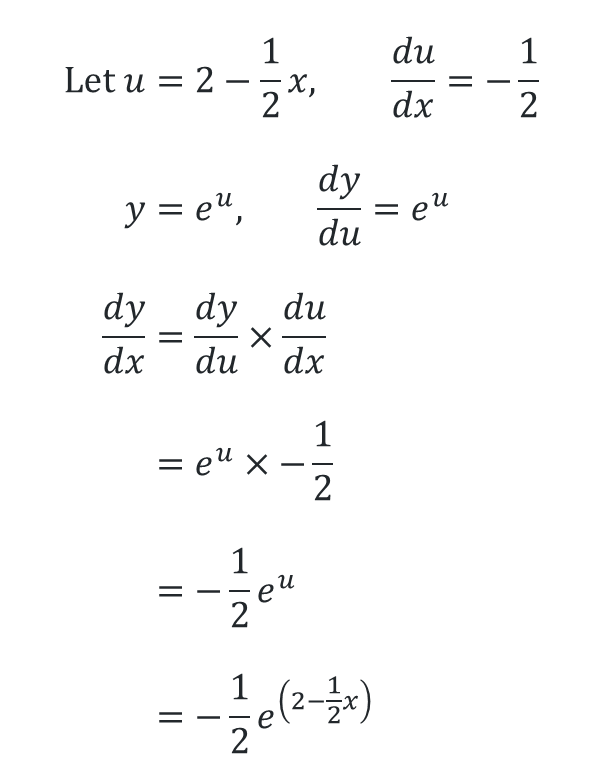 Let u = 2 − 1/2 x, du/dx = − 1/2
y = e^u, dy/du = e^u
dy/dx = dy/du × du/dx
= e^u × − 1/2
= − 1/2 e^u
= − 1/2 e^(2 − 1/2 x)